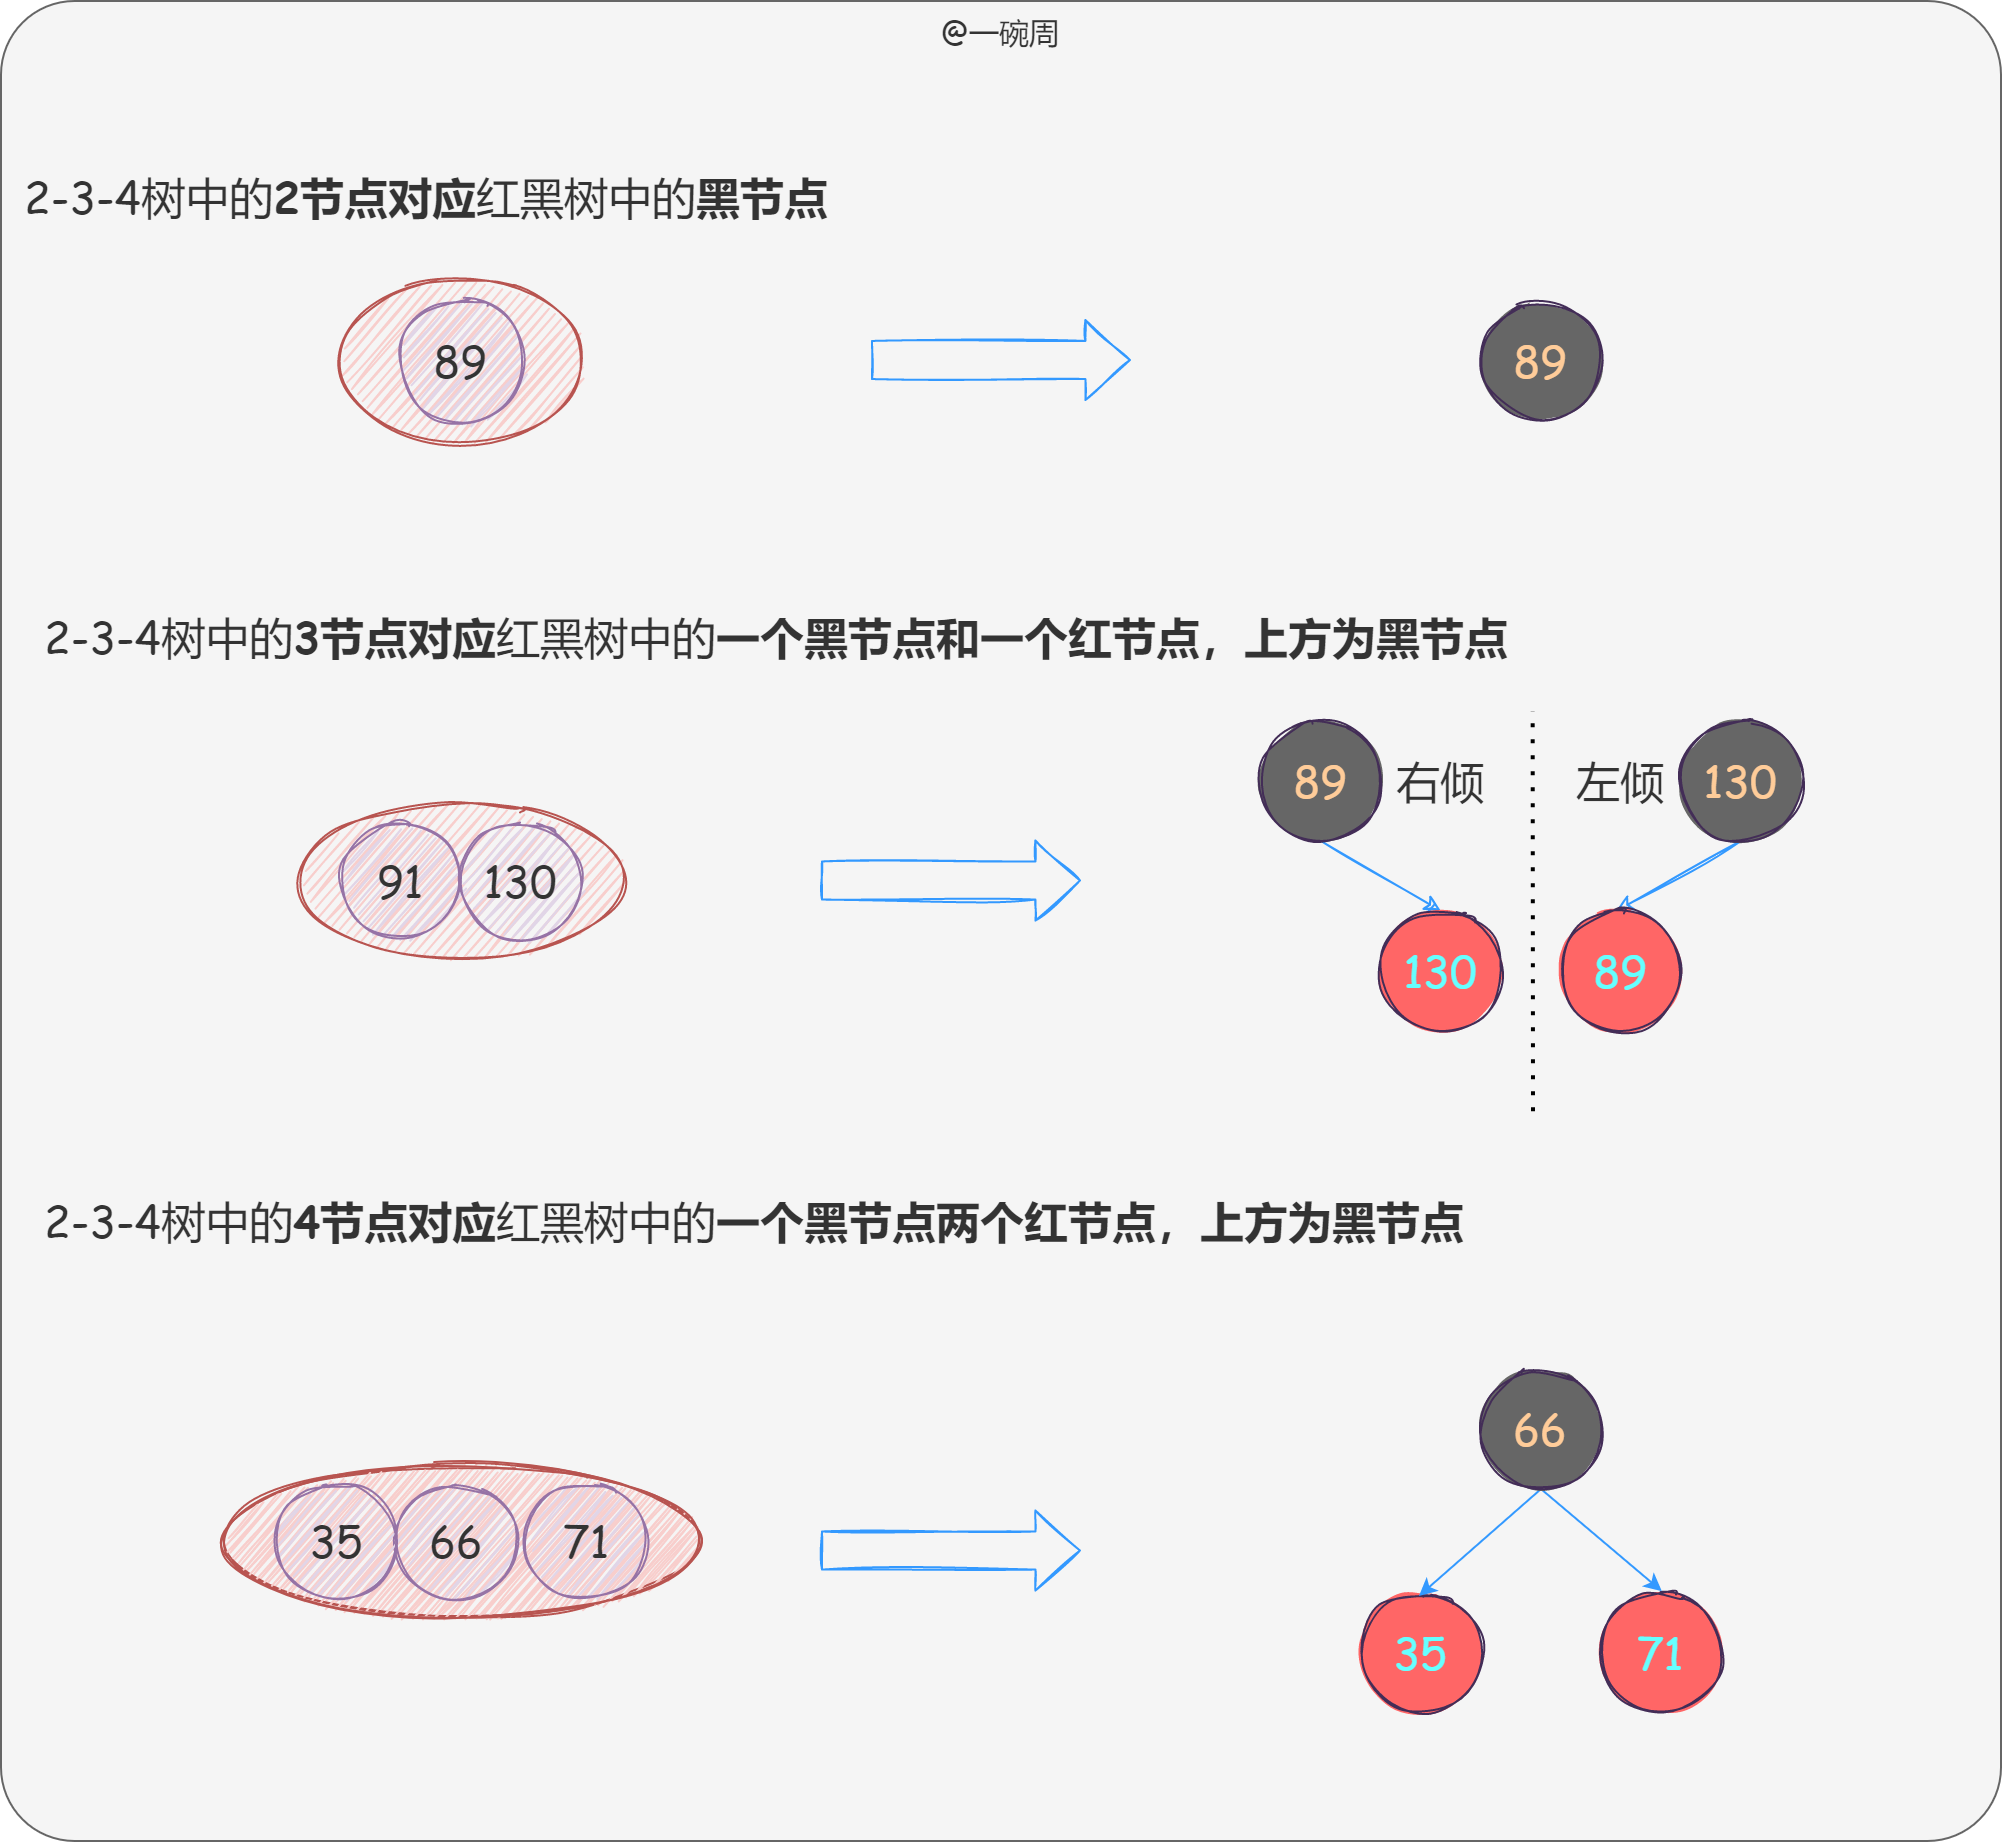 @一碗周
2-3-4树中的2节点对应红黑树中的黑节点
89
89
2-3-4树中的3节点对应红黑树中的一个黑节点和一个红节点，上方为黑节点
89 右倾 左倾 130
91 130
130 89
2-3-4树中的4节点对应红黑树中的一个黑节点两个红节点，上方为黑节点
66
35 66 71
35 71